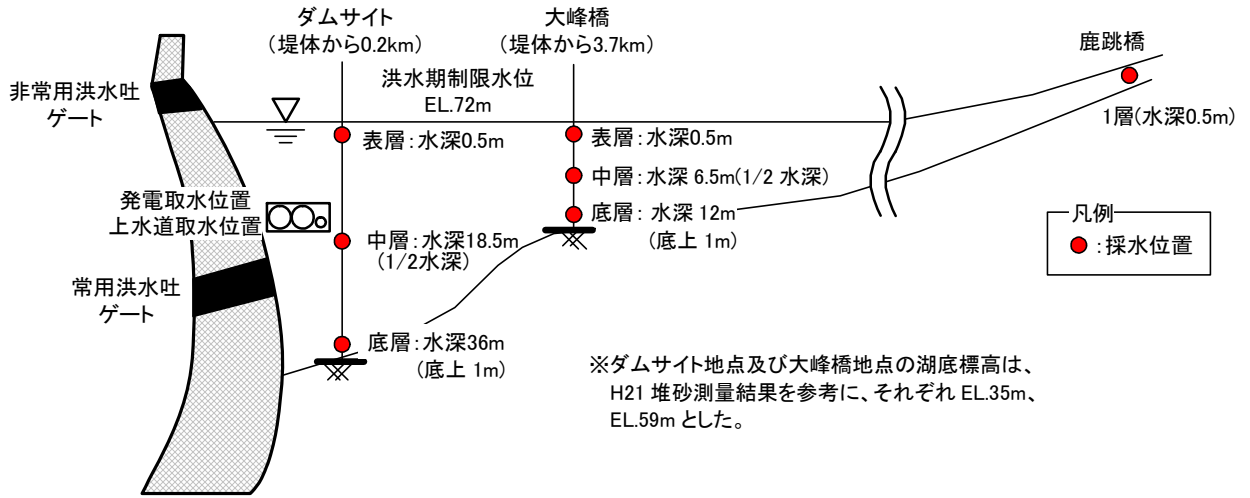 ダムサイト
(堤体から0.2km)
大峰橋
(堤体から3.7km)
鹿跳橋
洪水期制限水位
EL.72m
非常用洪水吐
ゲート
表層:水深0.5m
表層:水深0.5m
1層(水深0.5m)
中層:水深 6.5m(1/2 水深)
発電取水位置
上水道取水位置
底層:水深 12m
(底上 1m)
凡例
:採水位置
中層:水深18.5m
(1/2水深)
常用洪水吐
ゲート
底層:水深36m
(底上 1m)
※ダムサイト地点及び大峰橋地点の湖底標高は、
H21 堆砂測量結果を参考に、それぞれ EL.35m、
EL.59m とした。